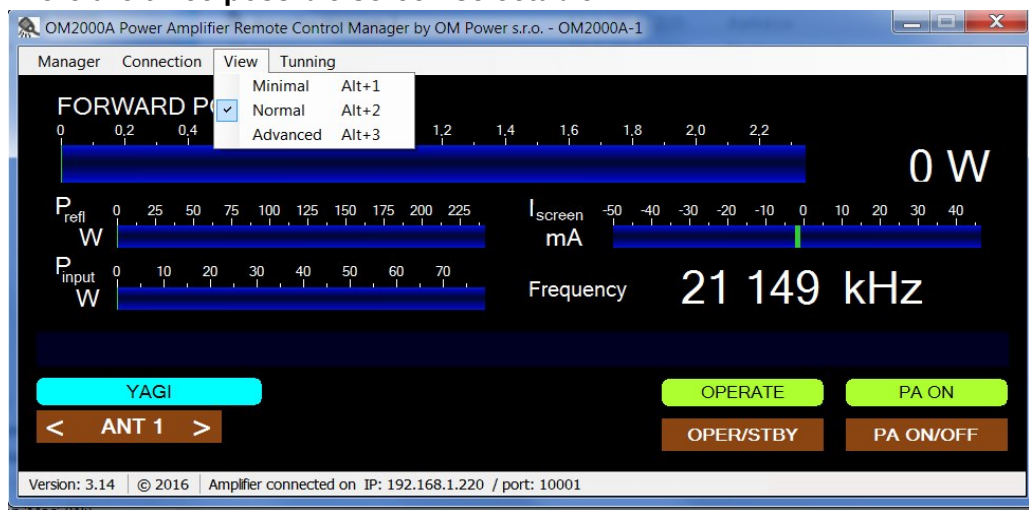 OM2000A Power Amplifier Remote Control Manager by OM Power s.r.o. - OM2000A-1
Manager Connection View Tunning
Minimal Alt+1
Normal Alt+2
Advanced Alt+3
FORWARD
0 0,2 0,4 1,2 1,4 1,6 1,8 2,0 2,2
0 W
Prefl W
0 25 50 75 100 125 150 175 200 225
Iscreen mA
-50 -40 -30 -20 -10 0 10 20 30 40
Pinput W
0 10 20 30 40 50 60 70
Frequency 21 149 kHz
YAGI OPERATE PA ON
< ANT 1 > OPER/STBY PA ON/OFF
Version: 3.14 © 2016 Amplifier connected on IP: 192.168.1.220 / port: 10001